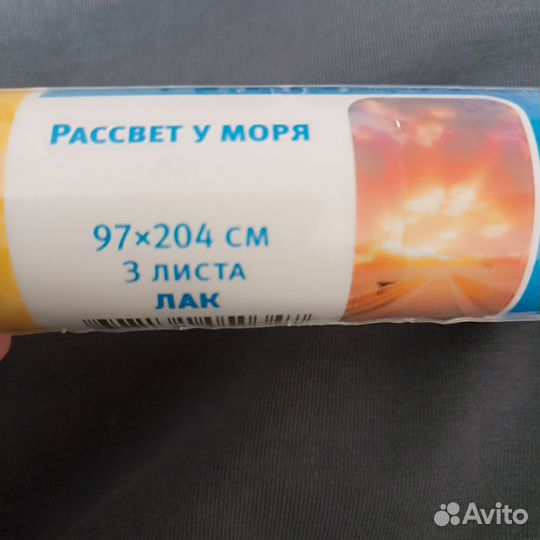 РАССВЕТ У МОРЯ
97×204 СМ
3 ЛИСТА
ЛАК
Avito